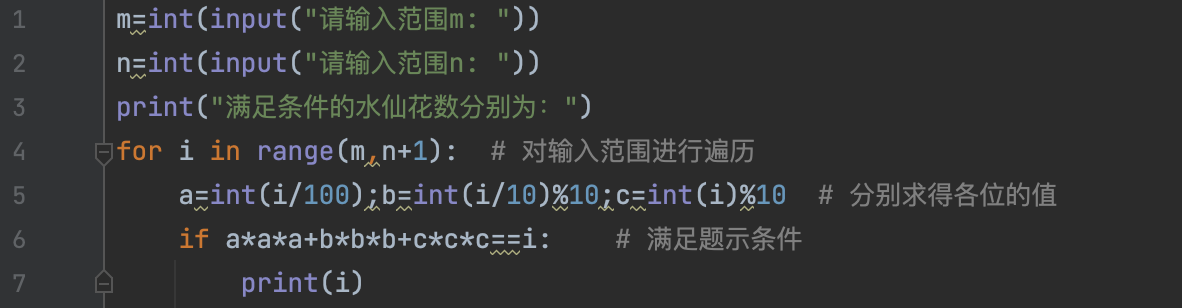 1 m=int(input("请输入范围m: "))
2 n=int(input("请输入范围n: "))
3 print("满足条件的水仙花数分别为：")
4 for i in range(m,n+1):  # 对输入范围进行遍历
5     a=int(i/100);b=int(i/10)%10;c=int(i)%10  # 分别求得各位的值
6     if a*a*a+b*b*b+c*c*c==i:    # 满足题示条件
7         print(i)